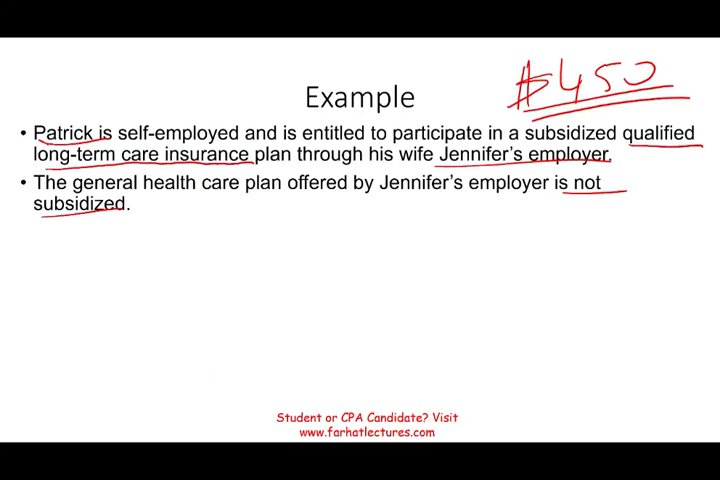 $450
Example
• Patrick is self-employed and is entitled to participate in a subsidized qualified
long-term care insurance plan through his wife Jennifer's employer.
• The general health care plan offered by Jennifer's employer is not
subsidized.
Student or CPA Candidate? Visit
www.farhatlectures.com